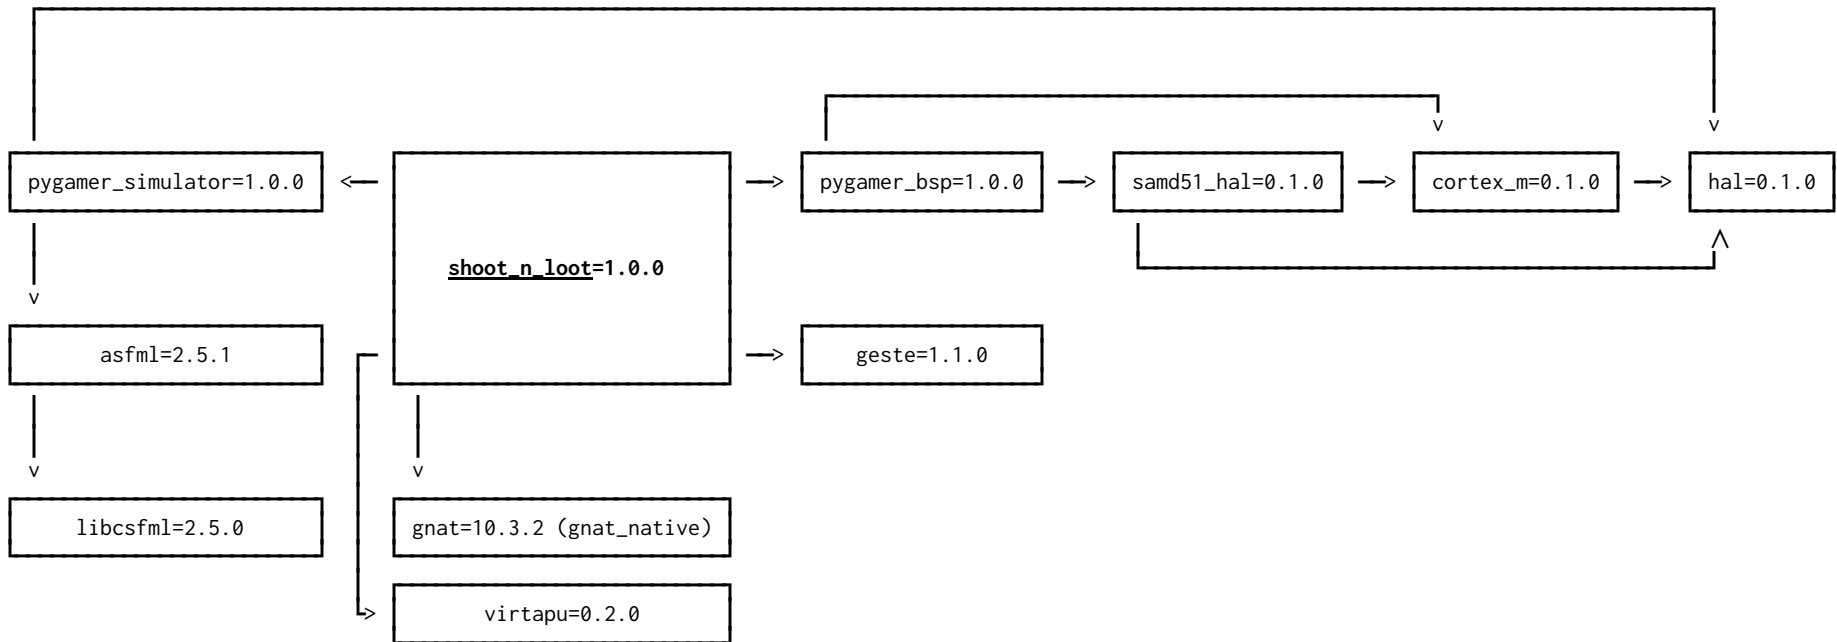 pygamer_simulator=1.0.0
shoot_n_loot=1.0.0
pygamer_bsp=1.0.0
samd51_hal=0.1.0
cortex_m=0.1.0
hal=0.1.0
asfml=2.5.1
geste=1.1.0
libcsfml=2.5.0
gnat=10.3.2 (gnat_native)
virtapu=0.2.0